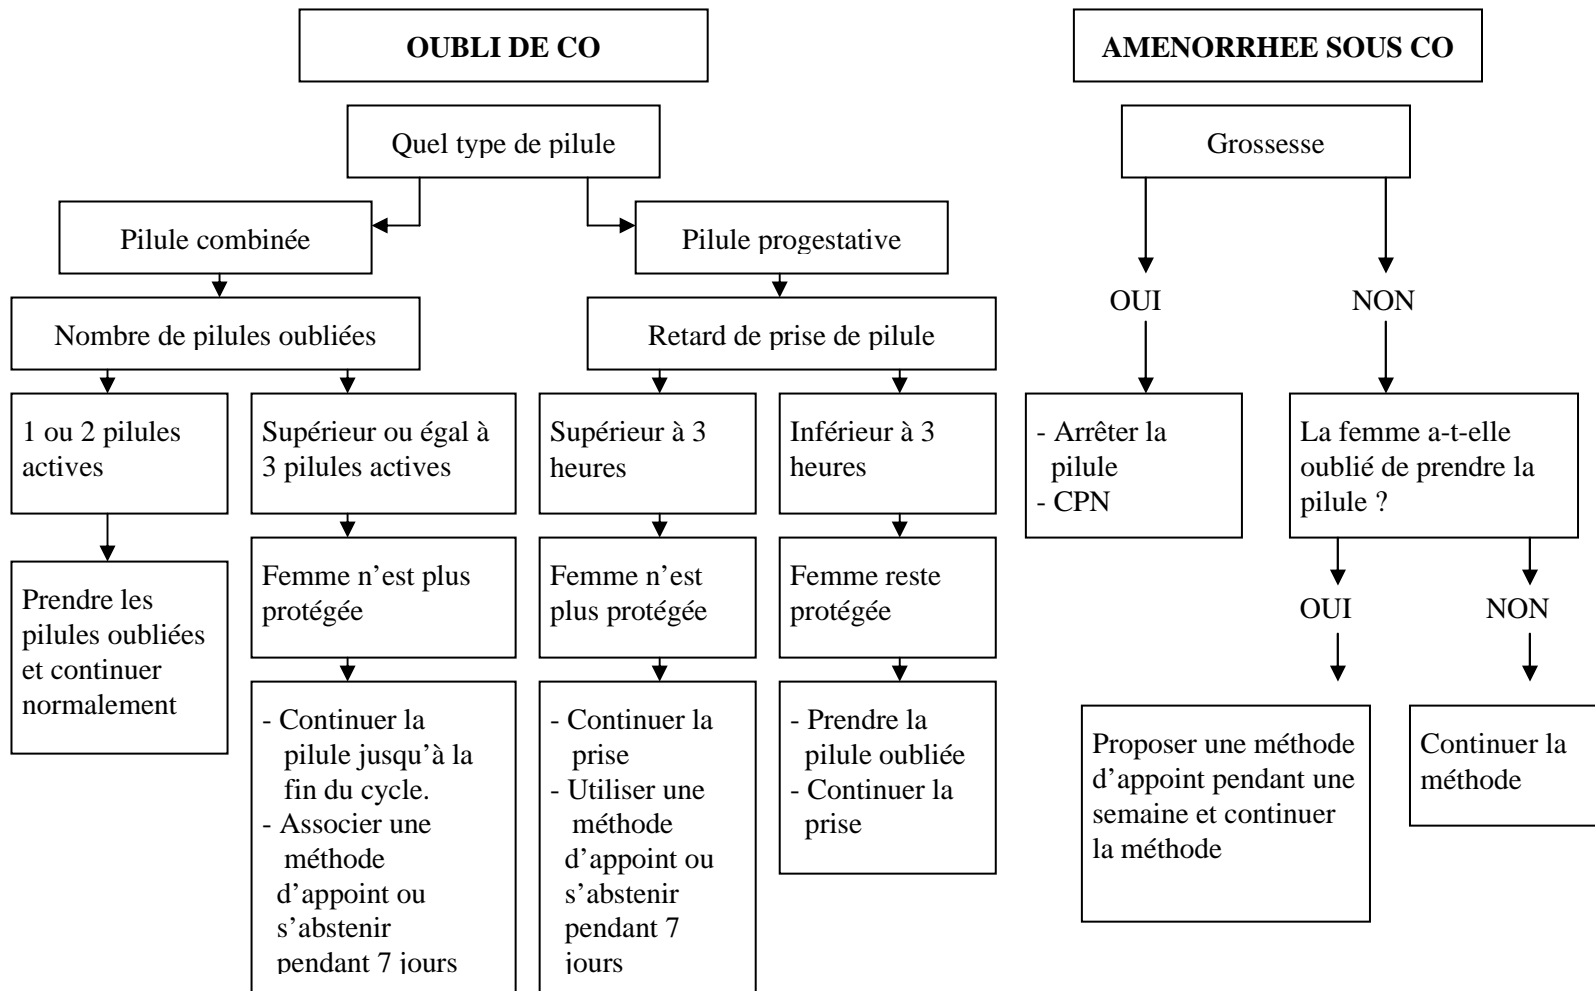 OUBLI DE CO
Quel type de pilule
Pilule combinée
Pilule progestative
Nombre de pilules oubliées
Retard de prise de pilule
1 ou 2 pilules
actives
Supérieur ou égal à
3 pilules actives
Supérieur à 3
heures
Inférieur à 3
heures
Prendre les
pilules oubliées
et continuer
normalement
Femme n’est plus
protégée
Femme n’est
plus protégée
Femme reste
protégée
- Continuer la
pilule jusqu’à la
fin du cycle.
- Associer une
méthode
d’appoint ou
s’abstenir
pendant 7 jours
- Continuer la
prise
- Utiliser une
méthode
d’appoint ou
s’abstenir
pendant 7
jours
- Prendre la
pilule oubliée
- Continuer la
prise
AMENORRHEE SOUS CO
Grossesse
OUI
NON
- Arrêter la
pilule
- CPN
La femme a-t-elle
oublié de prendre la
pilule ?
OUI
NON
Proposer une méthode
d’appoint pendant une
semaine et continuer
la méthode
Continuer la
méthode